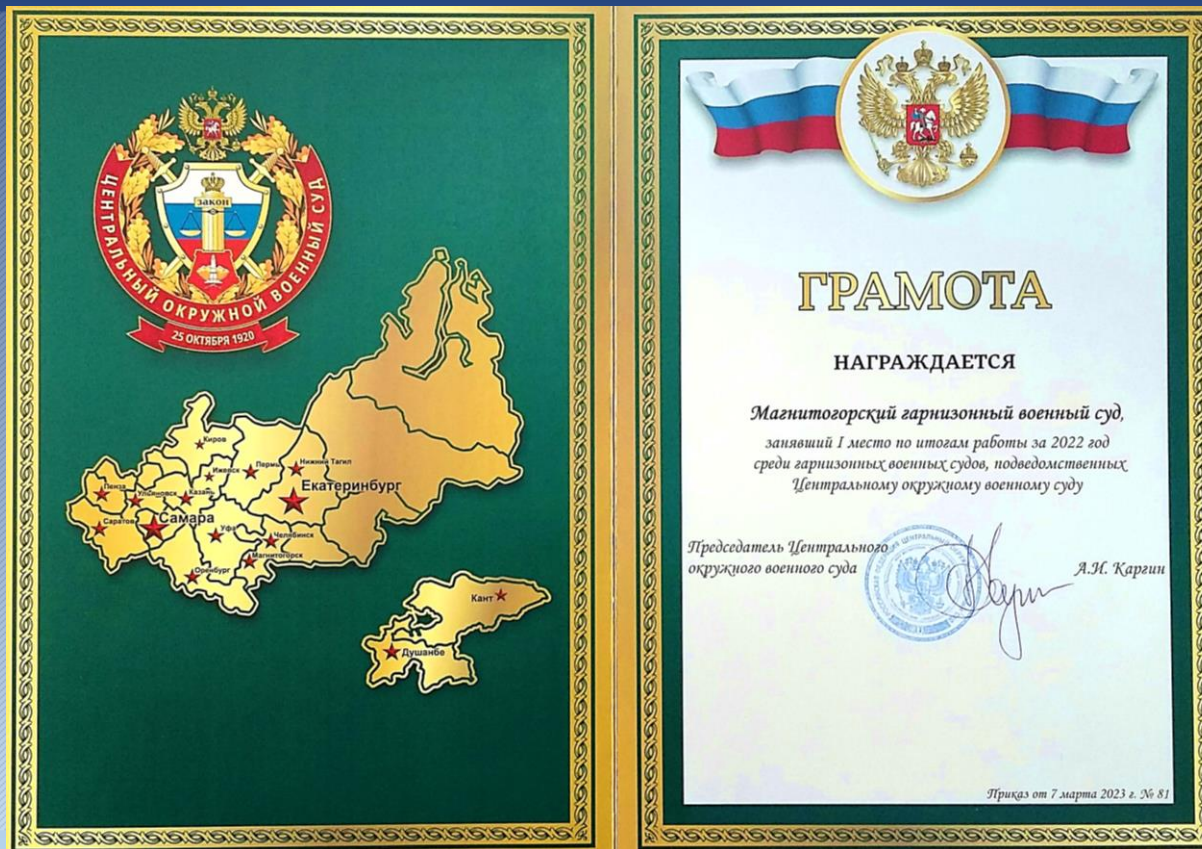 ЦЕНТРАЛЬНЫЙ ОКРУЖНОЙ ВОЕННЫЙ СУД
ЗАКОН
25 ОКТЯБРЯ 1920
Киров
Ижевск
Пермь
Нижний Тагил
Екатеринбург
Пенза
Ульяновск
Казань
Саратов
Самара
Уфа
Челябинск
Магнитогорск
Оренбург
Кант
Душанбе
ГРАМОТА
НАГРАЖДАЕТСЯ
Магнитогорский гарнизонный военный суд,
занявший I место по итогам работы за 2022 год
среди гарнизонных военных судов, подведомственных
Центральному окружному военному суду
Председатель Центрального
окружного военного суда
А.И. Каргин
Приказ от 7 марта 2023 г. № 81